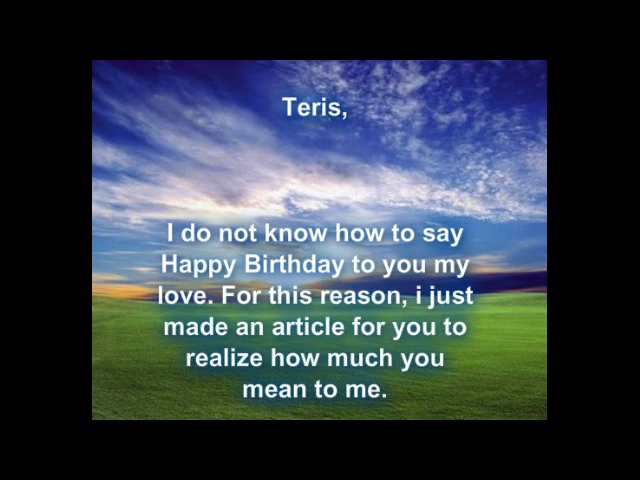 Teris,
I do not know how to say
Happy Birthday to you my
love. For this reason, i just
made an article for you to
realize how much you
mean to me.